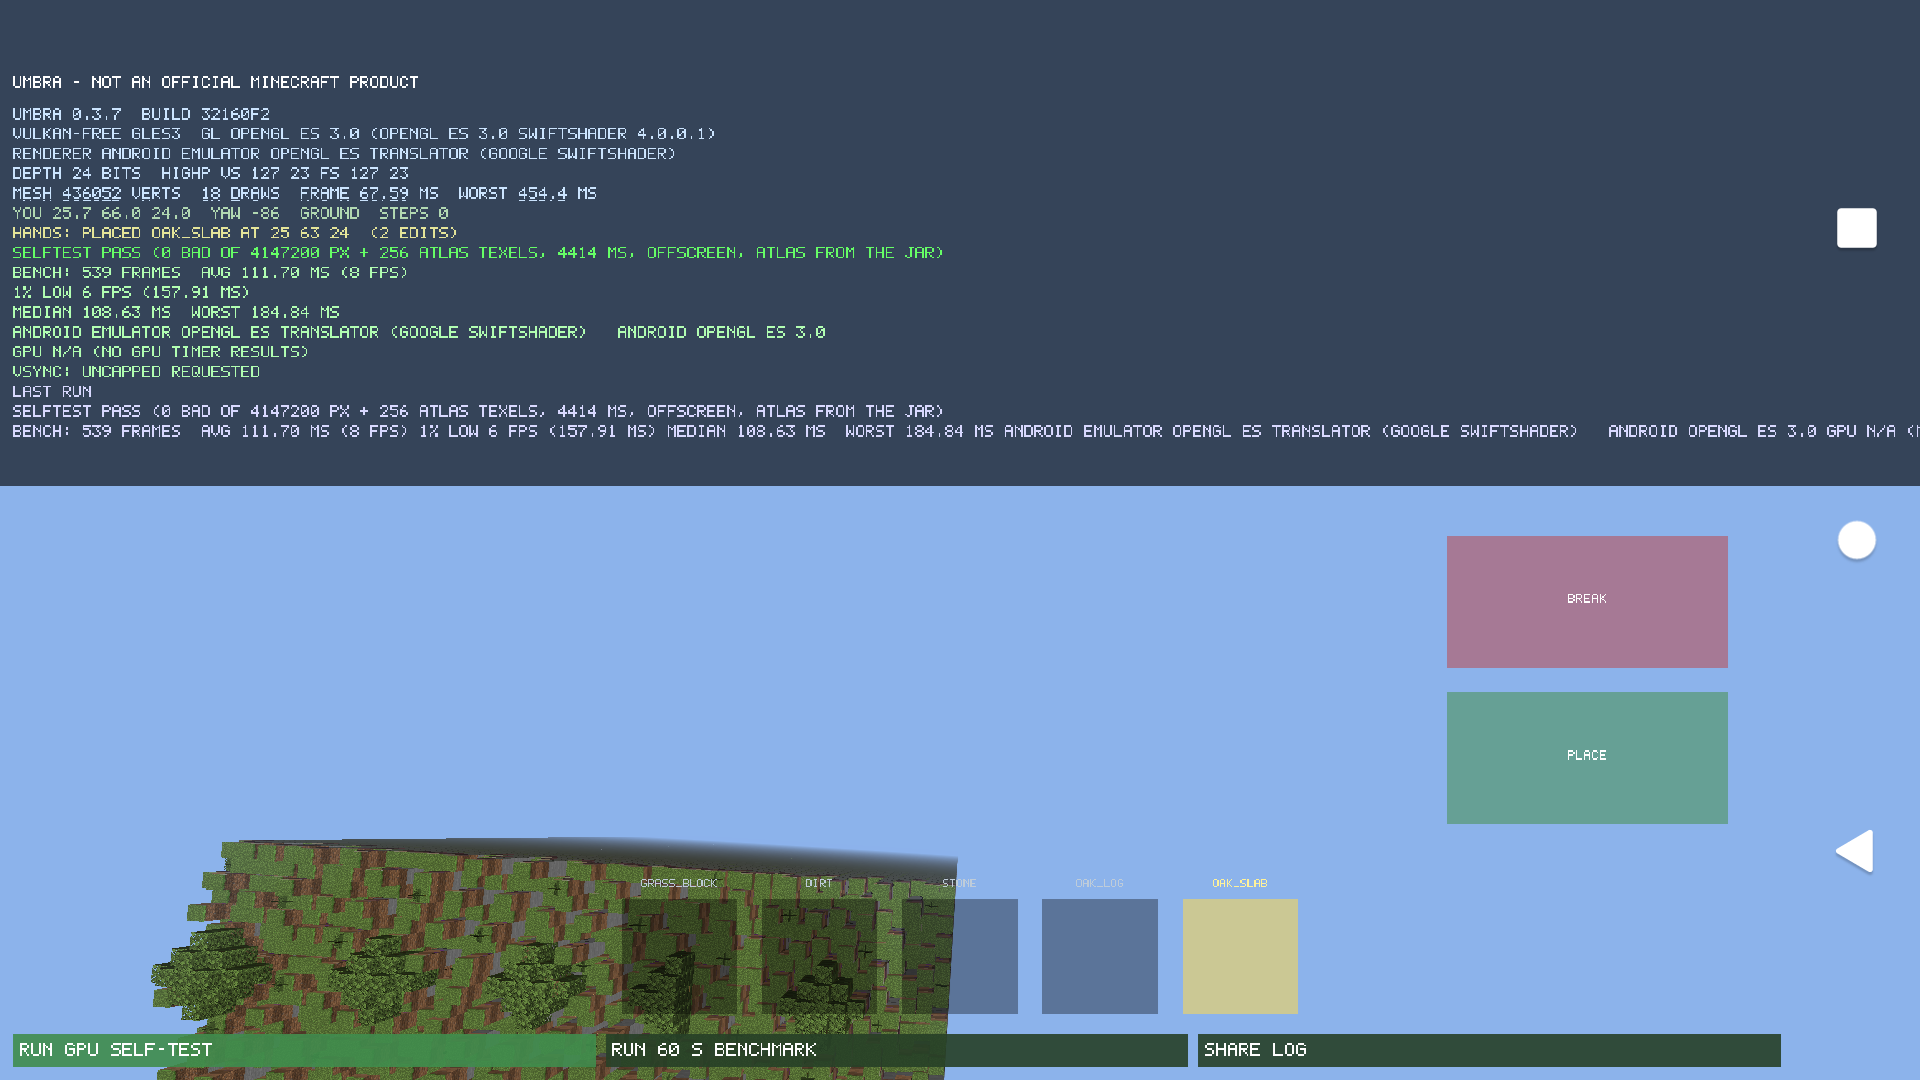 UMBRA - NOT AN OFFICIAL MINECRAFT PRODUCT
UMBRA 0.3.7 BUILD 32160F2
VULKAN-FREE GLES3 GL OPENGL ES 3.0 (OPENGL ES 3.0 SWIFTSHADER 4.0.0.1)
RENDERER ANDROID EMULATOR OPENGL ES TRANSLATOR (GOOGLE SWIFTSHADER)
DEPTH 24 BITS HIGHP VS 127 23 FS 127 23
MESH 436052 VERTS 18 DRAWS FRAME 67.59 MS WORST 454.4 MS
YOU 25.7 66.0 24.0 YAW -86 GROUND STEPS 0
HANDS: PLACED OAK_SLAB AT 25 63 24 (2 EDITS)
SELFTEST PASS (0 BAD OF 4147200 PX + 256 ATLAS TEXELS, 4414 MS, OFFSCREEN, ATLAS FROM THE JAR)
BENCH: 539 FRAMES AVG 111.70 MS (8 FPS)
1% LOW 6 FPS (157.91 MS)
MEDIAN 108.63 MS WORST 184.84 MS
ANDROID EMULATOR OPENGL ES TRANSLATOR (GOOGLE SWIFTSHADER) ANDROID OPENGL ES 3.0
GPU N/A (NO GPU TIMER RESULTS)
VSYNC: UNCAPPED REQUESTED
LAST RUN
SELFTEST PASS (0 BAD OF 4147200 PX + 256 ATLAS TEXELS, 4414 MS, OFFSCREEN, ATLAS FROM THE JAR)
BENCH: 539 FRAMES AVG 111.70 MS (8 FPS) 1% LOW 6 FPS (157.91 MS) MEDIAN 108.63 MS WORST 184.84 MS ANDROID EMULATOR OPENGL ES TRANSLATOR (GOOGLE SWIFTSHADER) ANDROID OPENGL ES 3.0 GPU N/A (
BREAK
PLACE
GRASS_BLOCK DIRT STONE OAK_LOG OAK_SLAB
RUN GPU SELF-TEST RUN 60 S BENCHMARK SHARE LOG